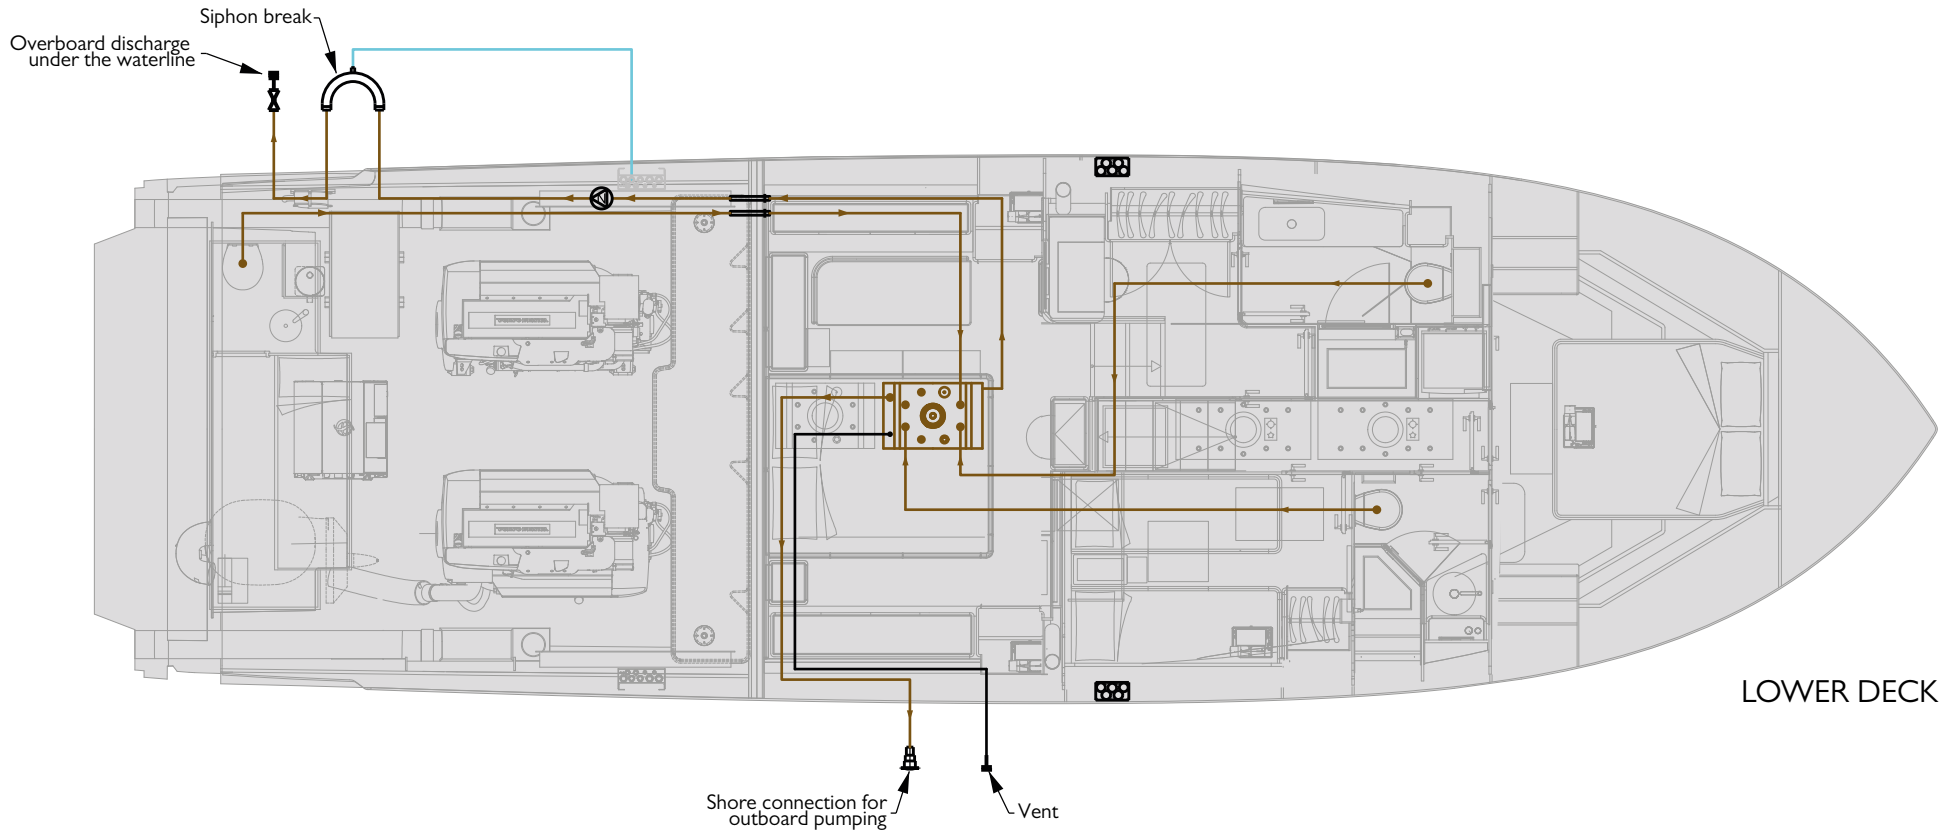 Siphon break
Overboard discharge
under the waterline
LOWER DECK
Shore connection for
outboard pumping
Vent